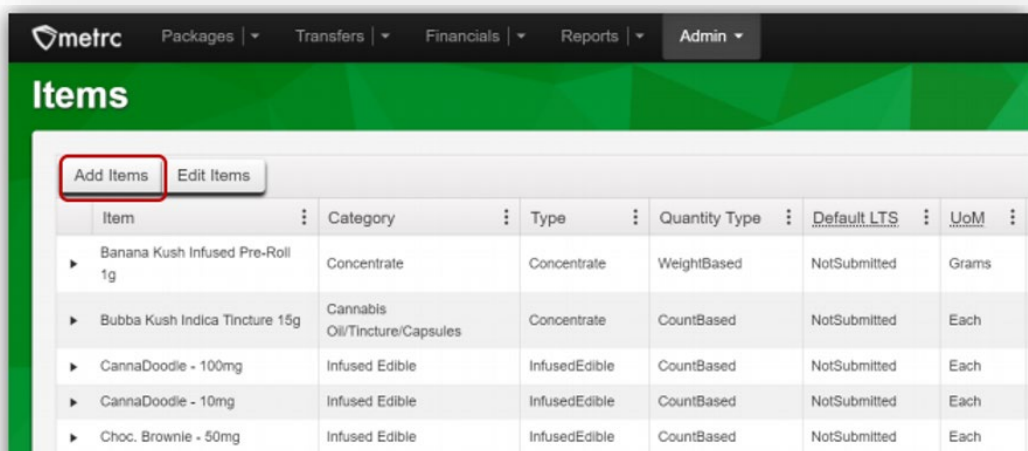 metrc Packages | Transfers | Financials | Reports | Admin
Items
Add Items Edit Items
Item Category Type Quantity Type Default LTS UoM
Banana Kush Infused Pre-Roll
1g Concentrate Concentrate WeightBased NotSubmitted Grams
Bubba Kush Indica Tincture 15g Cannabis
Oil/Tincture/Capsules Concentrate CountBased NotSubmitted Each
CannaDoodle - 100mg Infused Edible InfusedEdible CountBased NotSubmitted Each
CannaDoodle - 10mg Infused Edible InfusedEdible CountBased NotSubmitted Each
Choc. Brownie - 50mg Infused Edible InfusedEdible CountBased NotSubmitted Each